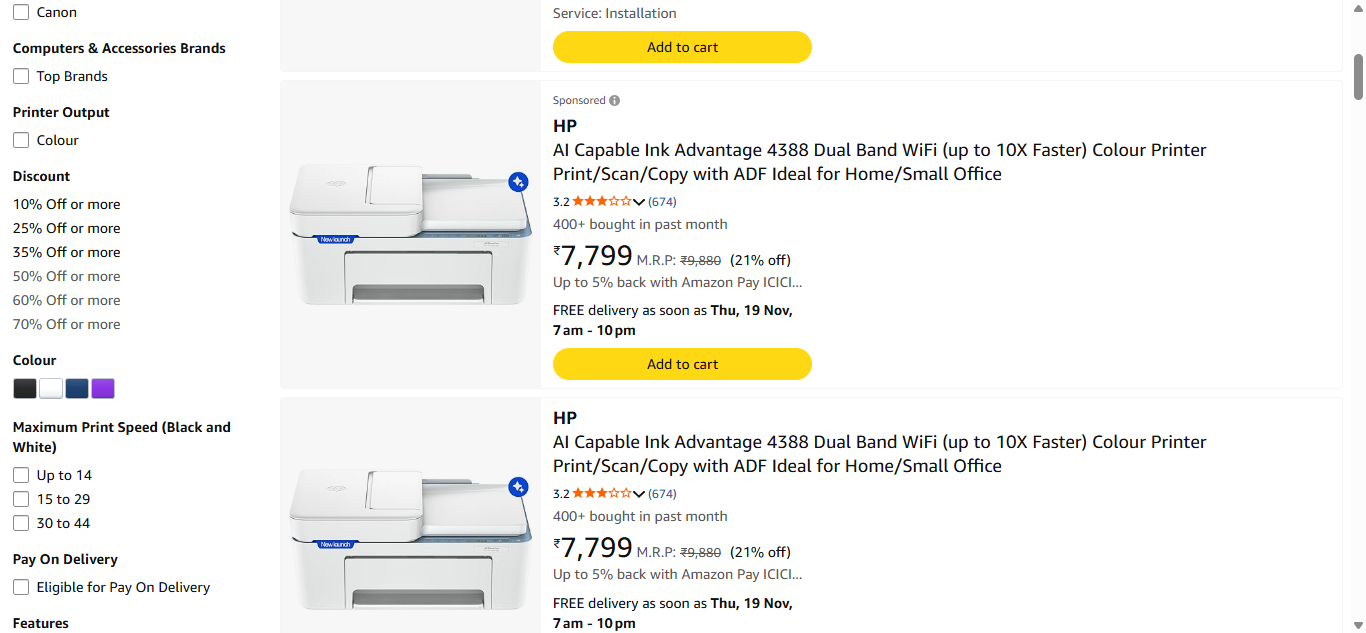 Canon
Computers & Accessories Brands
Top Brands
Printer Output
Colour
Discount
10% Off or more
25% Off or more
35% Off or more
50% Off or more
60% Off or more
70% Off or more
Colour
Maximum Print Speed (Black and
White)
Up to 14
15 to 29
30 to 44
Pay On Delivery
Eligible for Pay On Delivery
Features
Service: Installation
Add to cart
New launch
Sponsored
HP
AI Capable Ink Advantage 4388 Dual Band WiFi (up to 10X Faster) Colour Printer
Print/Scan/Copy with ADF Ideal for Home/Small Office
3.2 (674)
400+ bought in past month
₹7,799 M.R.P: ₹9,880 (21% off)
Up to 5% back with Amazon Pay ICICI…
FREE delivery as soon as Thu, 19 Nov,
7 am - 10 pm
Add to cart
New launch
HP
AI Capable Ink Advantage 4388 Dual Band WiFi (up to 10X Faster) Colour Printer
Print/Scan/Copy with ADF Ideal for Home/Small Office
3.2 (674)
400+ bought in past month
₹7,799 M.R.P: ₹9,880 (21% off)
Up to 5% back with Amazon Pay ICICI…
FREE delivery as soon as Thu, 19 Nov,
7 am - 10 pm